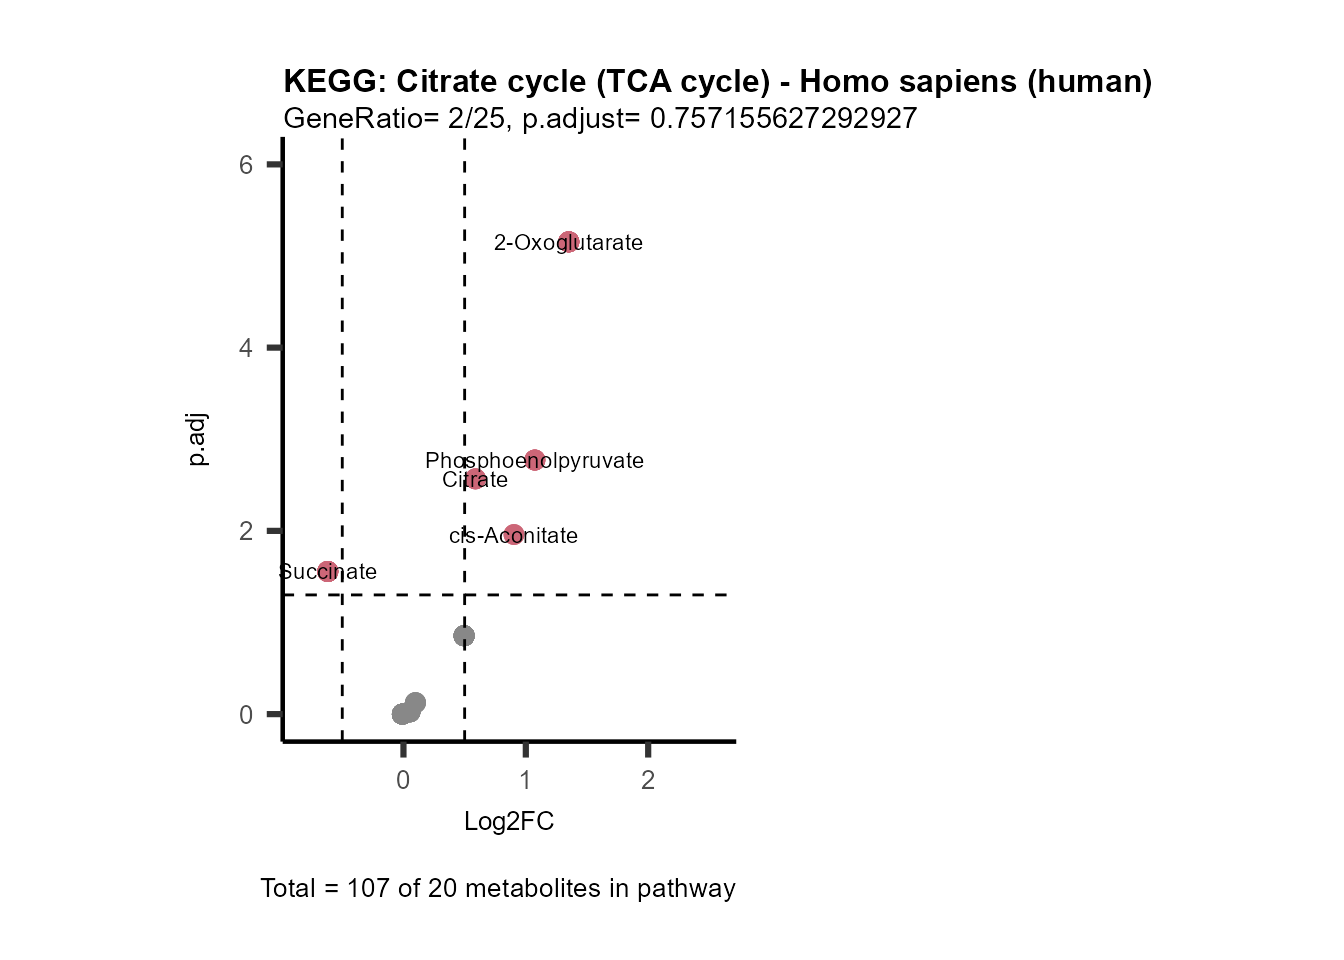 KEGG: Citrate cycle (TCA cycle) - Homo sapiens (human)
GeneRatio= 2/25, p.adjust= 0.757155627292927
6
2-Oxoglutarate
4
p.adj
Phosphoenolpyruvate
Citrate
2
cis-Aconitate
Succinate
0
0 1 2
Log2FC
Total = 107 of 20 metabolites in pathway